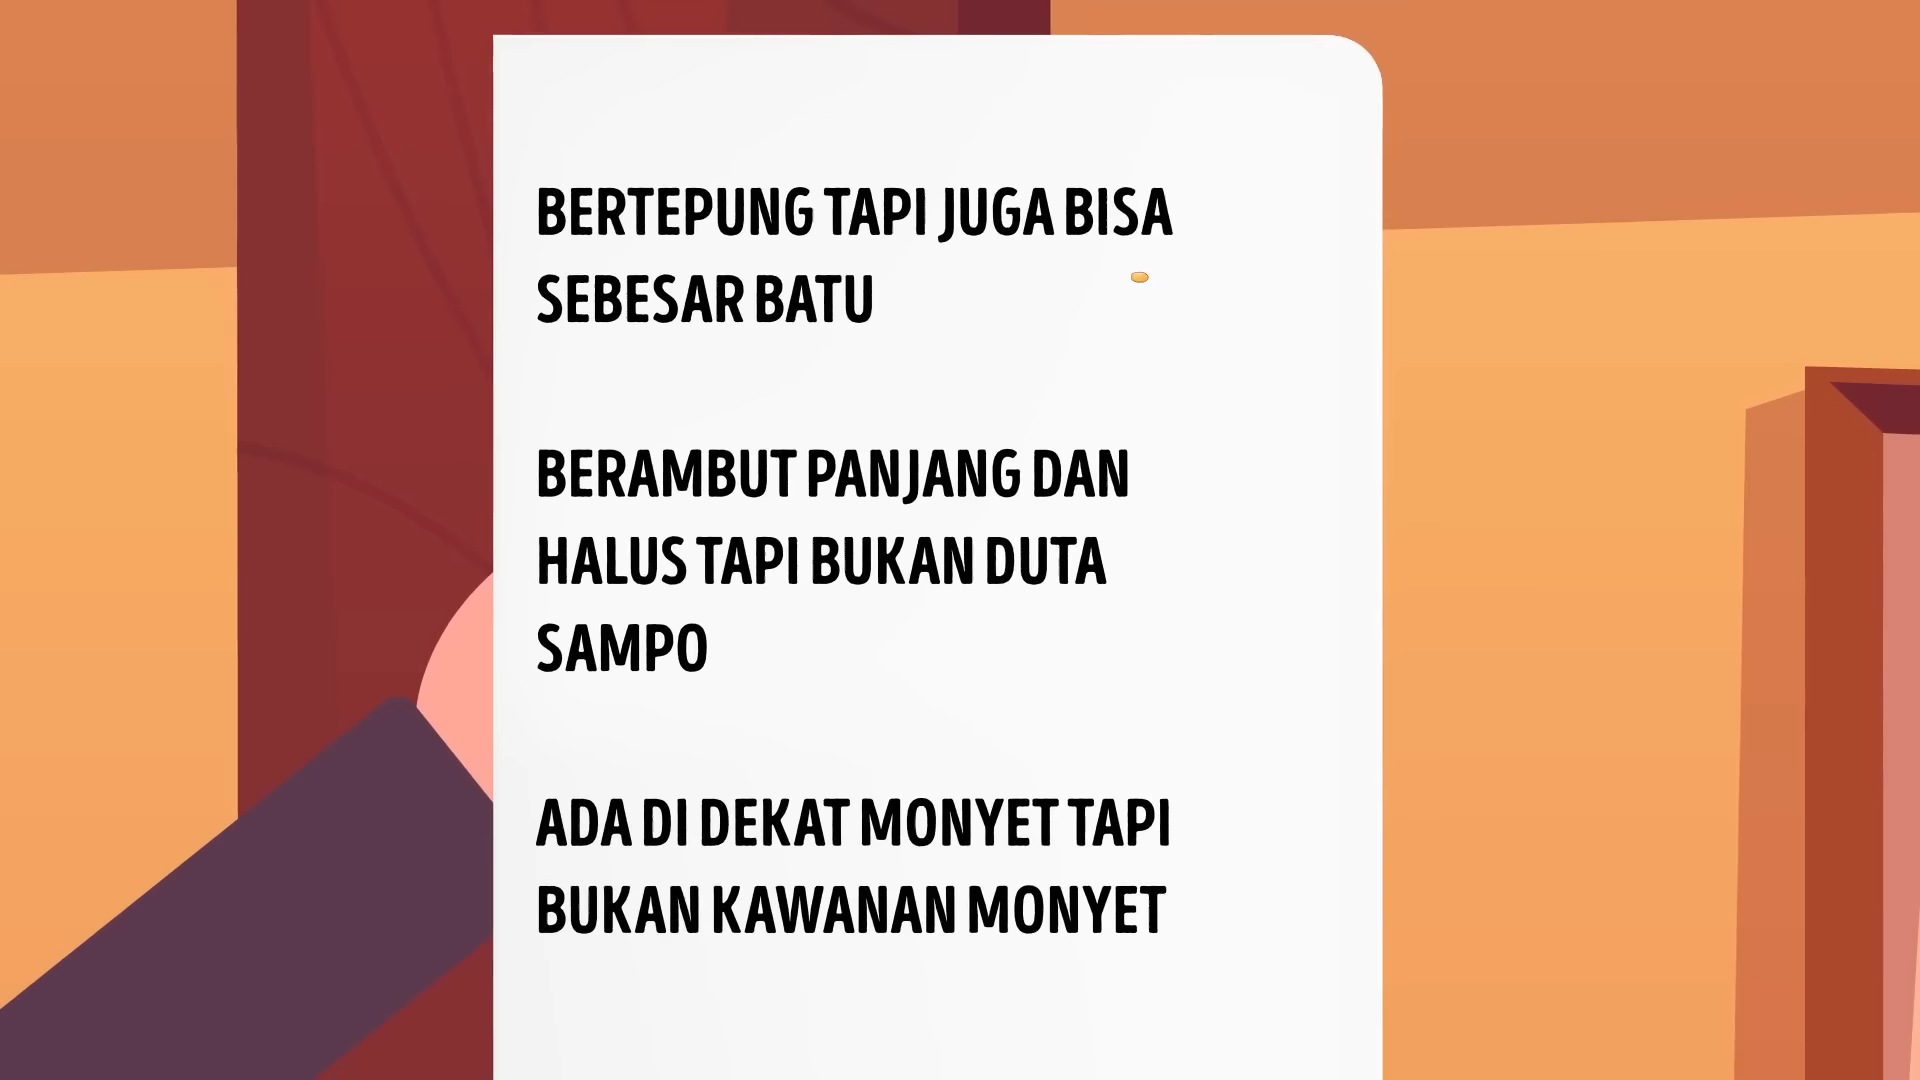 BERTEPUNG TAPI JUGA BISA
SEBESAR BATU
BERAMBUT PANJANG DAN
HALUS TAPI BUKAN DUTA
SAMPO
ADA DI DEKAT MONYET TAPI
BUKAN KAWANAN MONYET